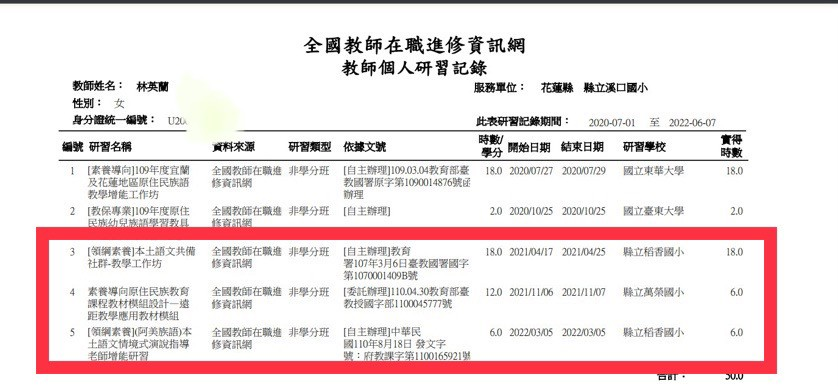 全國教師在職進修資訊網
教師個人研習記錄
教師姓名： 林英蘭 服務單位： 花蓮縣 縣立溪口國小
性別： 女
身分證統一編號： U20 此表研習記錄期間： 2020-07-01 至 2022-06-07
編號 研習名稱 資料來源 研習類型 依據文號 時數/學分 開始日期 結束日期 研習學校 實得時數
1 [素養導向]109年度宜蘭 全國教師在職進 非學分班 [自主辦理]109.03.04教育部臺 18.0 2020/07/27 2020/07/29 國立東華大學 18.0
及花蓮地區原住民族語 修資訊網 教國署原字第1090014876號函
教學增能工作坊 辦理
2 [教保專業]109年度原住 全國教師在職進 非學分班 [自主辦理] 2.0 2020/10/25 2020/10/25 國立臺東大學 2.0
民族幼兒族語學習教具 修資訊網
3 [領綱素養]本土語文共備 全國教師在職進 非學分班 [自主辦理]教育 18.0 2021/04/17 2021/04/25 縣立稻香國小 18.0
社群-教學工作坊 修資訊網 署107年3月6日臺教國署國字
第1070001409B號
4 素養導向原住民族教育 全國教師在職進 非學分班 [委託辦理]110.04.30教育部臺 12.0 2021/11/06 2021/11/07 縣立萬榮國小 6.0
課程教材模組設計－遠 修資訊網 教授國字部1100045777號
距教學應用教材模組
5 [領綱素養](阿美族語)本 全國教師在職進 非學分班 [自主辦理]中華民 6.0 2022/03/05 2022/03/05 縣立稻香國小 6.0
土語文情境式演說指導 修資訊網 國110年8月18日 發文字
老師增能研習 號：府教課字第1100165921號
合計： 50.0